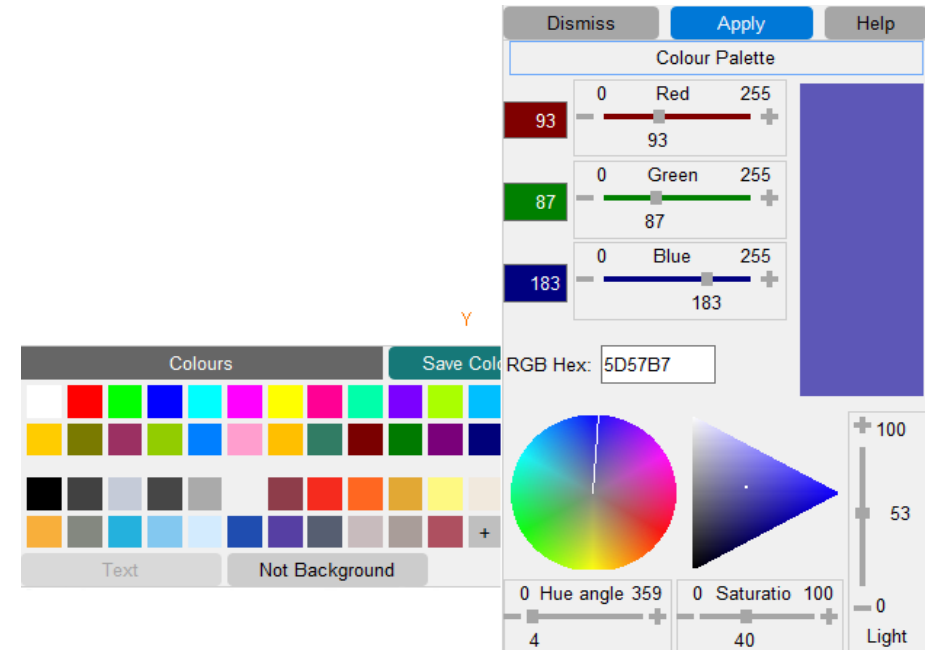 Dismiss Apply Help
Colour Palette
0 Red 255
93
93
0 Green 255
87
87
0 Blue 255
183
183
Y
Colours Save Colo
RGB Hex: 5D57B7
+
Text Not Background
100
53
0
Light
0 Hue angle 359
4
0 Saturatio 100
40